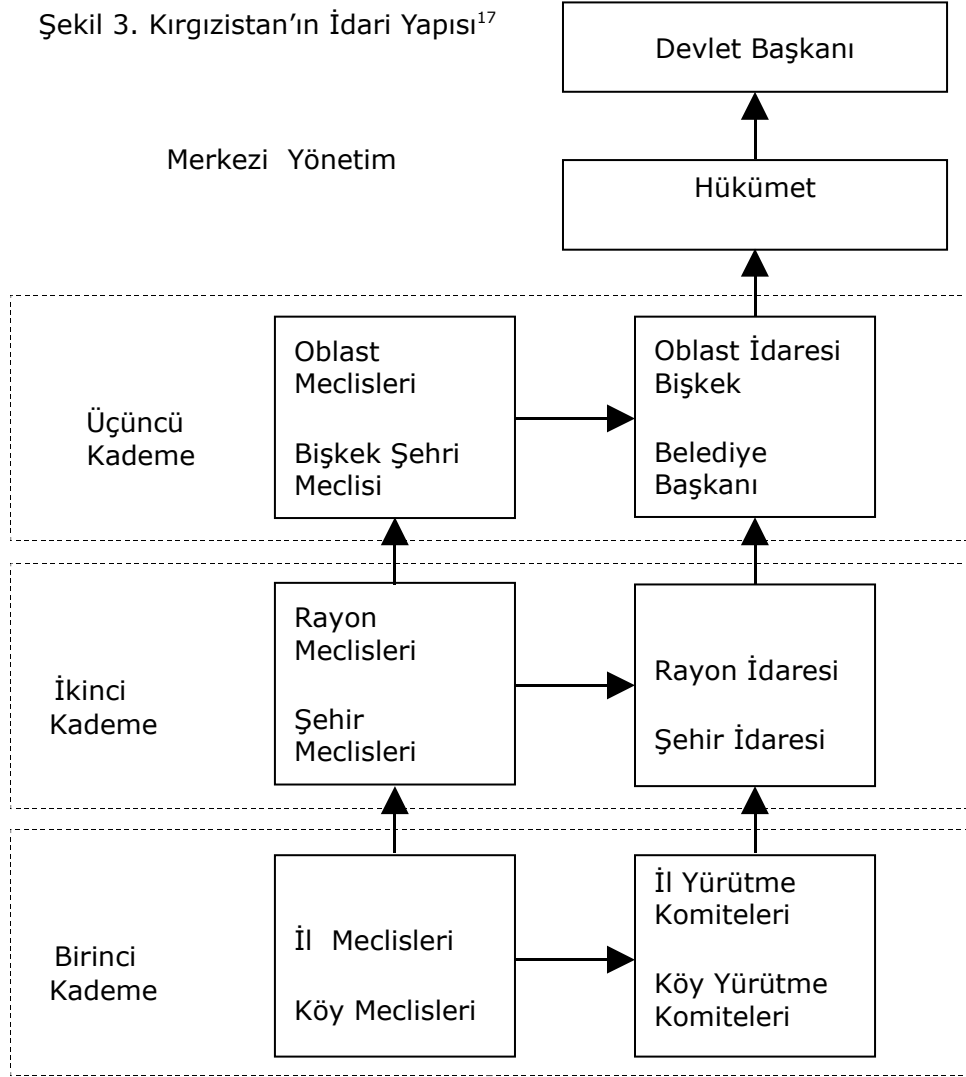 Şekil 3. Kırgızistan’ın İdari Yapısı17
Devlet Başkanı
Merkezi Yönetim
Hükümet
Üçüncü
Kademe
Oblast
Meclisleri
Bişkek Şehri
Meclisi
Oblast İdaresi
Bişkek
Belediye
Başkanı
İkinci
Kademe
Rayon
Meclisleri
Şehir
Meclisleri
Rayon İdaresi
Şehir İdaresi
Birinci
Kademe
İl Meclisleri
Köy Meclisleri
İl Yürütme
Komiteleri
Köy Yürütme
Komiteleri